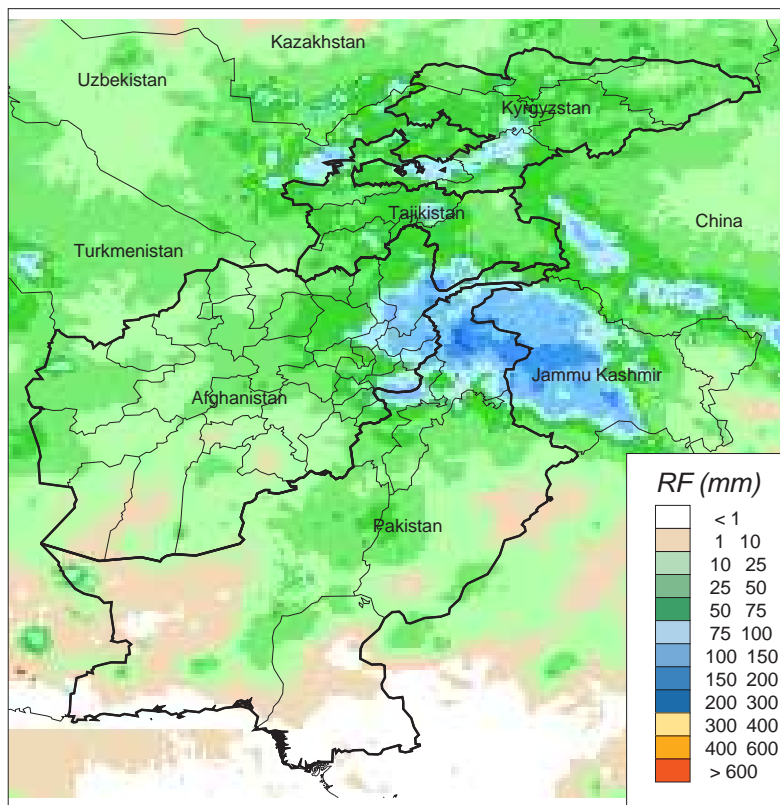 Kazakhstan
Uzbekistan
Kyrgyzstan
Tajikistan
China
Turkmenistan
Jammu Kashmir
Afghanistan
Pakistan
RF (mm)
< 1
1 10
10 25
25 50
50 75
75 100
100 150
150 200
200 300
300 400
400 600
> 600